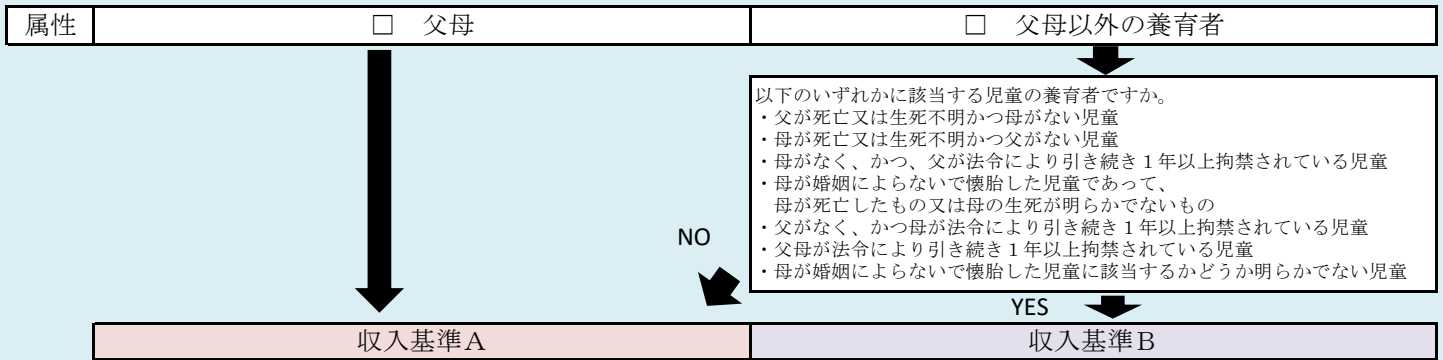 属性 □ 父母 □ 父母以外の養育者
以下のいずれかに該当する児童の養育者ですか。
・父が死亡又は生死不明かつ母がない児童
・母が死亡又は生死不明かつ父がない児童
・母がなく、かつ、父が法令により引き続き１年以上拘禁されている児童
・母が婚姻によらないで懐胎した児童であって、
母が死亡したもの又は母の生死が明らかでないもの
・父がなく、かつ母が法令により引き続き１年以上拘禁されている児童
・父母が法令により引き続き１年以上拘禁されている児童
・母が婚姻によらないで懐胎した児童に該当するかどうか明らかでない児童
NO
YES
収入基準Ａ 収入基準Ｂ